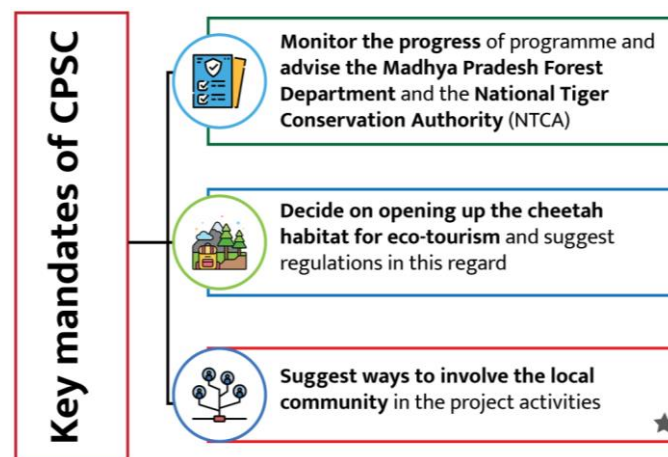 Key mandates of CPSC
Monitor the progress of programme and
advise the Madhya Pradesh Forest
Department and the National Tiger
Conservation Authority (NTCA)
Decide on opening up the cheetah
habitat for eco-tourism and suggest
regulations in this regard
Suggest ways to involve the local
community in the project activities